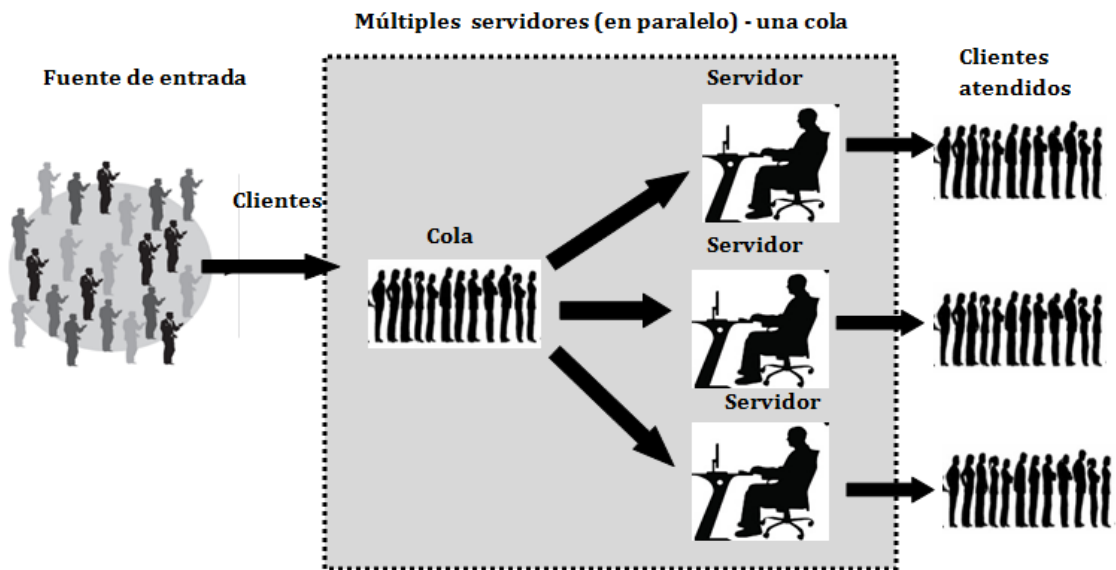 Múltiples servidores (en paralelo) - una cola
Fuente de entrada
Clientes
Cola
Servidor
Servidor
Servidor
Clientes
atendidos